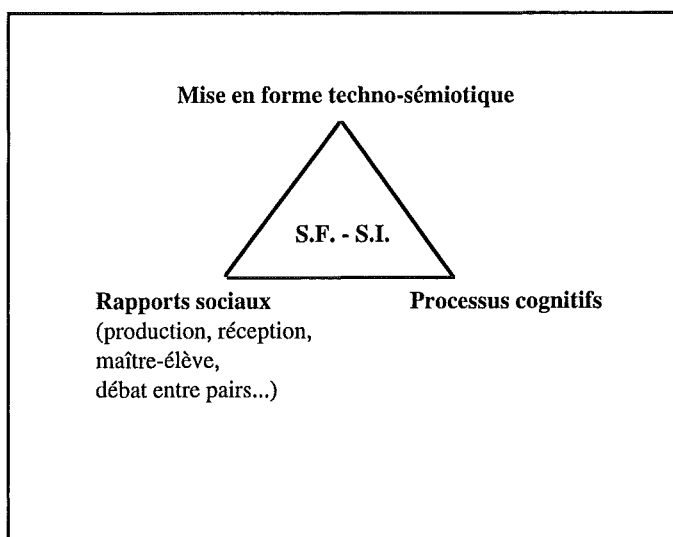 Mise en forme techno-sémiotique
S.F. - S.I.
Rapports sociaux
(production, réception,
maître-élève,
débat entre pairs...)
Processus cognitifs